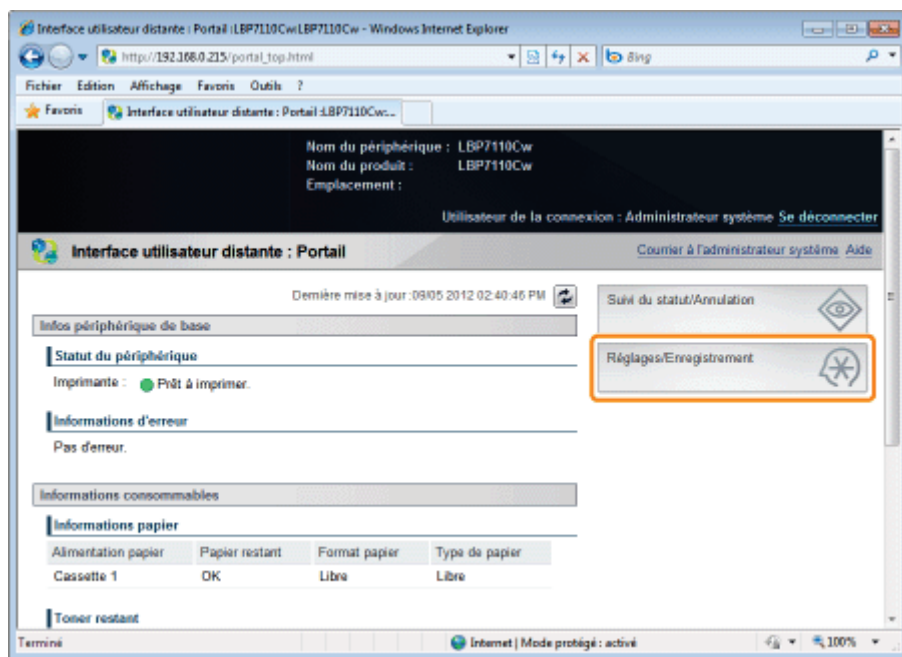 Interface utilisateur distante : Portail :LBP7110Cw:LBP7110Cw - Windows Internet Explorer
http://192.168.0.215/portal_top.html
Bing
Fichier Edition Affichage Favoris Outils ?
Favoris Interface utilisateur distante : Portail :LBP7110Cw:...
Nom du périphérique : LBP7110Cw
Nom du produit : LBP7110Cw
Emplacement :
Utilisateur de la connexion : Administrateur système Se déconnecter
Interface utilisateur distante : Portail
Courrier à l'administrateur système Aide
Dernière mise à jour :09/05 2012 02:40:46 PM
Suivi du statut/Annulation
Infos périphérique de base
Réglages/Enregistrement
Statut du périphérique
Imprimante : Prêt à imprimer.
Informations d'erreur
Pas d'erreur.
Informations consommables
Informations papier
Alimentation papier Papier restant Format papier Type de papier
Cassette 1 OK Libre Libre
Toner restant
Terminé
Internet | Mode protégé : activé
100%